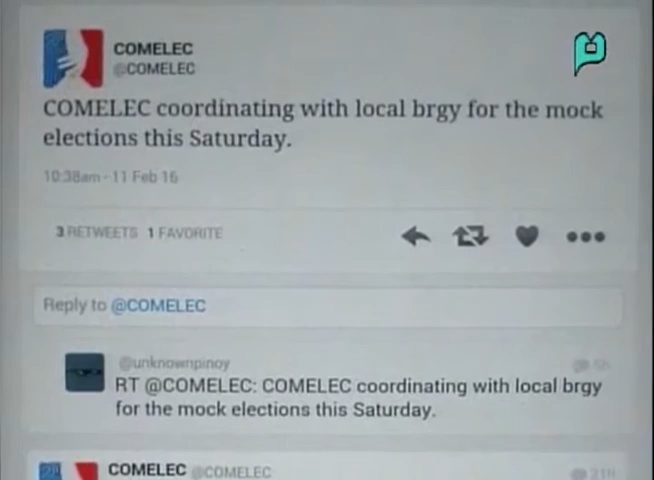 COMELEC
@COMELEC
COMELEC coordinating with local brgy for the mock
elections this Saturday.
10:38am - 11 Feb 16
3 RETWEETS 1 FAVORITE
Reply to @COMELEC
@unknownpinoy
RT @COMELEC: COMELEC coordinating with local brgy
for the mock elections this Saturday.
COMELEC @COMELEC